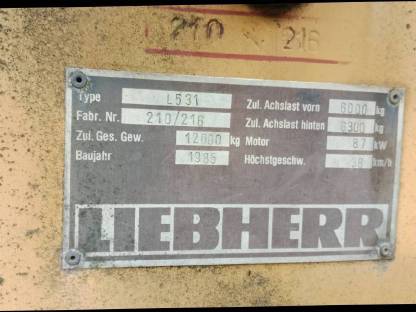 210 216
Type L531 Zul. Achslast vorn 6000 kg
Fabr. Nr. 210/216 Zul. Achslast hinten 6300 kg
Zul. Ges. Gew. 12000 kg Motor 87 kW
Baujahr 1985 Höchstgeschw. 38 km/h
LIEBHERR